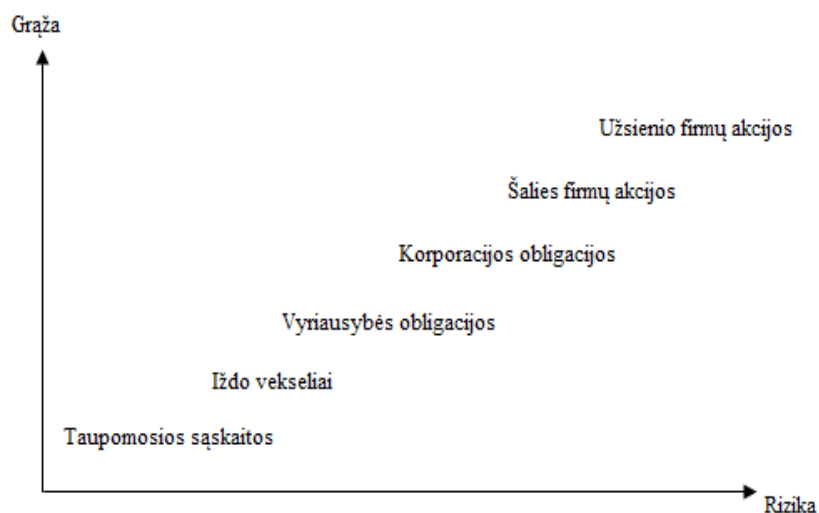 Grąža
Užsienio firmų akcijos
Šalies firmų akcijos
Korporacijos obligacijos
Vyriausybės obligacijos
Iždo vekseliai
Taupomosios sąskaitos
Rizika